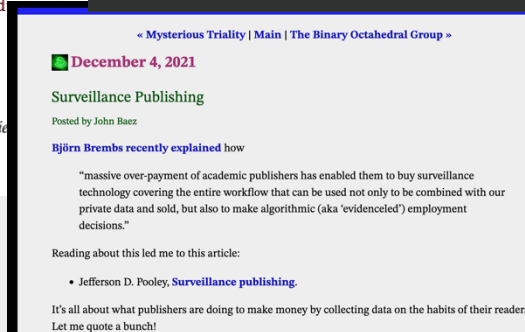 « Mysterious Triality | Main | The Binary Octahedral Group »
December 4, 2021
Surveillance Publishing
Posted by John Baez
Björn Brembs recently explained how
“massive over-payment of academic publishers has enabled them to buy surveillance
technology covering the entire workflow that can be used not only to be combined with our
private data and sold, but also to make algorithmic (aka ‘evidenceled’) employment
decisions.”
Reading about this led me to this article:
• Jefferson D. Pooley, Surveillance publishing.
It’s all about what publishers are doing to make money by collecting data on the habits of their
Let me quote a bunch!